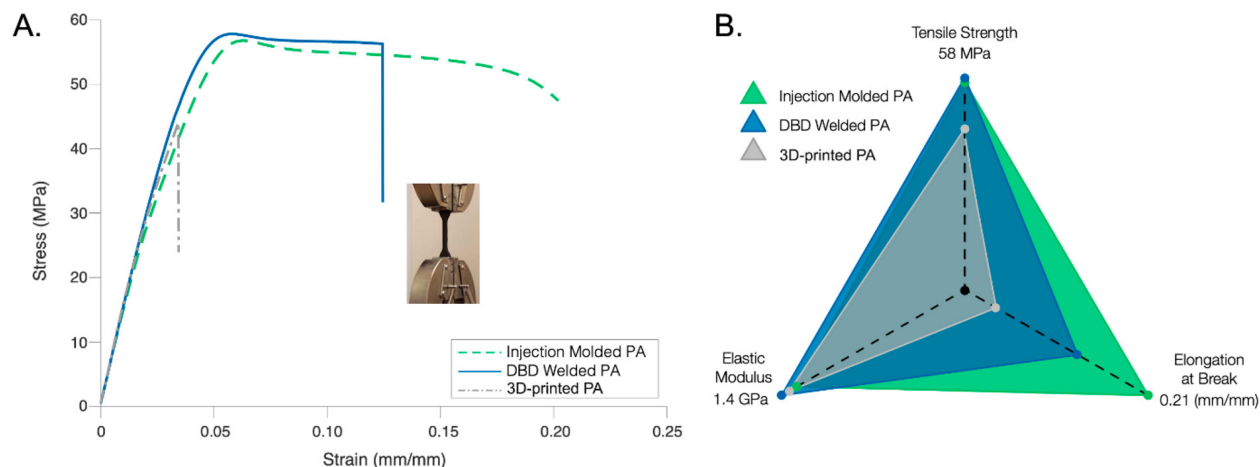 A.
60
50
40
30
20
10
0
Stress (MPa)
0
0.05
0.10
0.15
0.20
0.25
Strain (mm/mm)
Injection Molded PA
DBD Welded PA
3D-printed PA
B.
Tensile Strength
58 MPa
Injection Molded PA
DBD Welded PA
3D-printed PA
Elastic
Modulus
1.4 GPa
Elongation
at Break
0.21 (mm/mm)